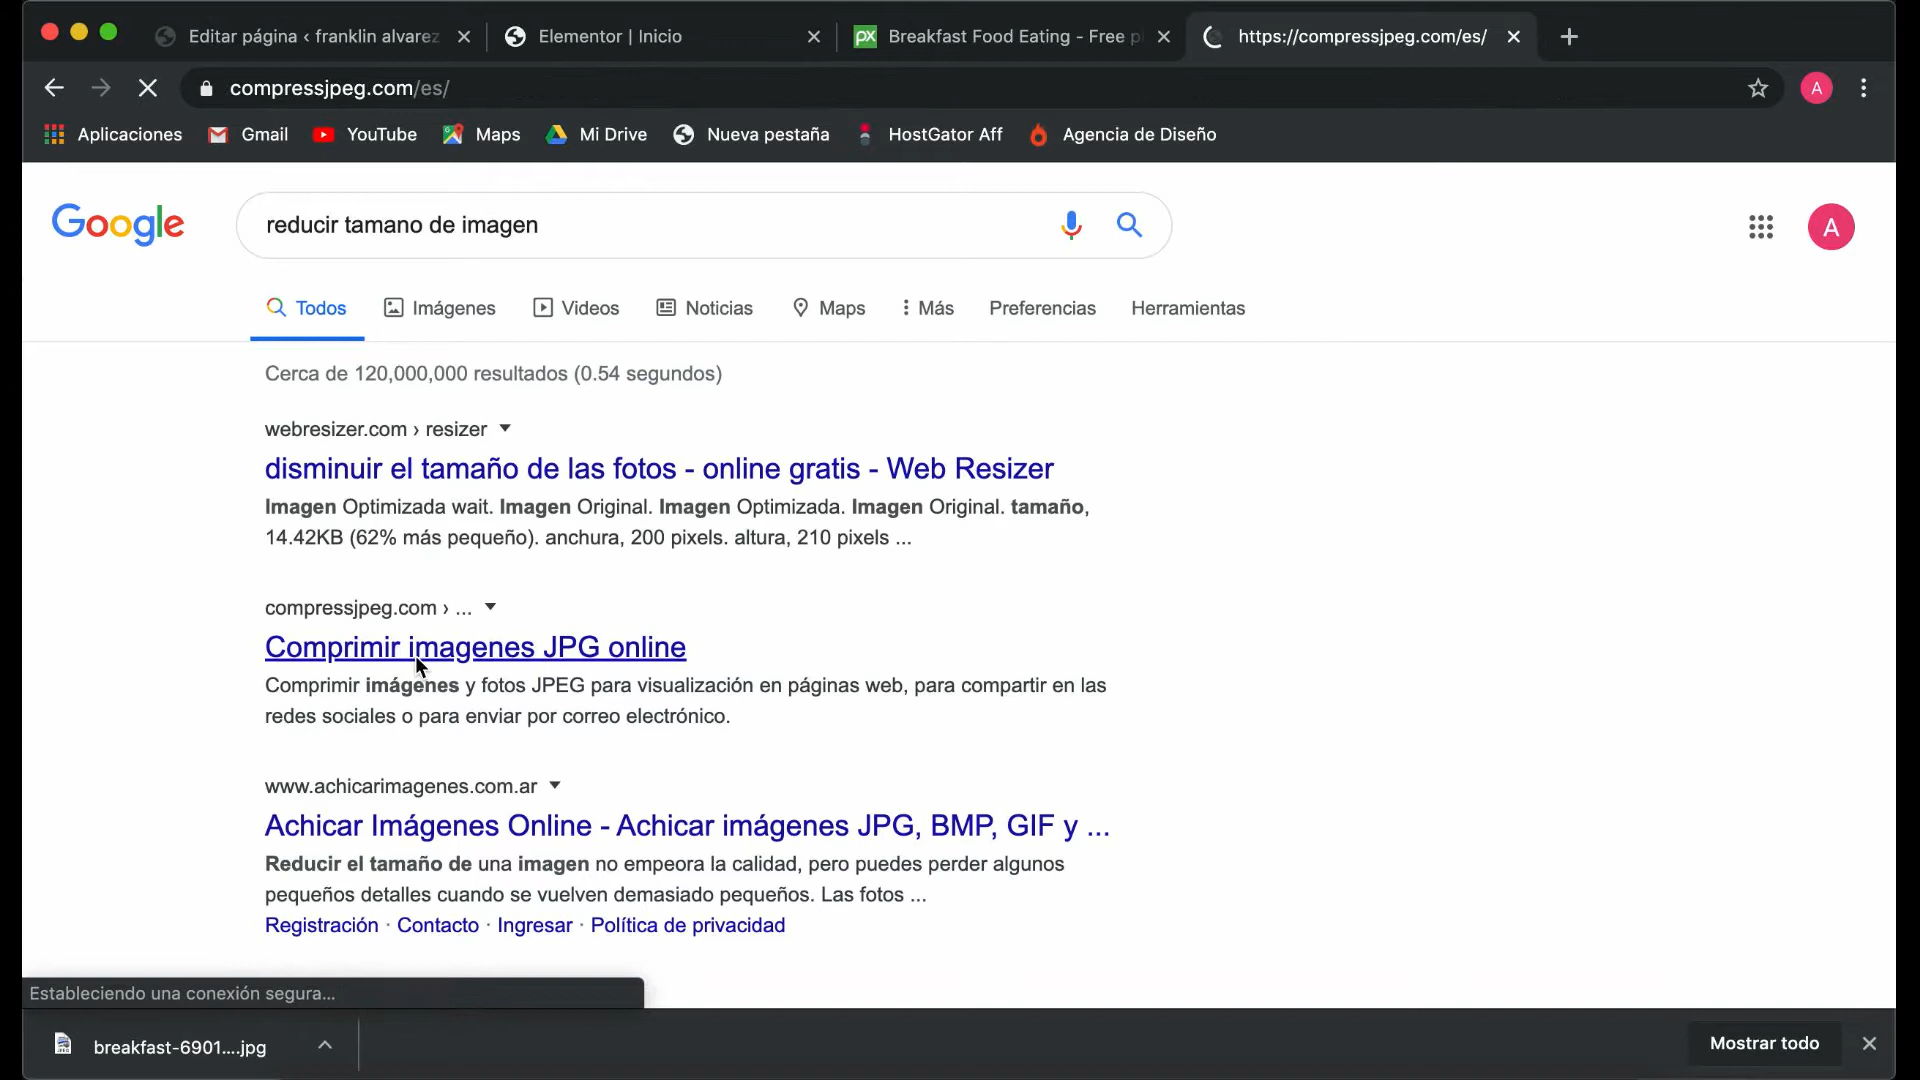 Editar página ‹ franklin alvarez
Elementor | Inicio
Breakfast Food Eating - Free p
https://compressjpeg.com/es/
compressjpeg.com/es/
A
Aplicaciones
Gmail
YouTube
Maps
Mi Drive
Nueva pestaña
HostGator Aff
Agencia de Diseño
Google
reducir tamano de imagen
A
Todos
Imágenes
Videos
Noticias
Maps
Más
Preferencias
Herramientas
Cerca de 120,000,000 resultados (0.54 segundos)
webresizer.com › resizer
disminuir el tamaño de las fotos - online gratis - Web Resizer
Imagen Optimizada wait. Imagen Original. Imagen Optimizada. Imagen Original. tamaño,
14.42KB (62% más pequeño). anchura, 200 pixels. altura, 210 pixels ...
compressjpeg.com › ...
Comprimir imagenes JPG online
Comprimir imágenes y fotos JPEG para visualización en páginas web, para compartir en las
redes sociales o para enviar por correo electrónico.
www.achicarimagenes.com.ar
Achicar Imágenes Online - Achicar imágenes JPG, BMP, GIF y ...
Reducir el tamaño de una imagen no empeora la calidad, pero puedes perder algunos
pequeños detalles cuando se vuelven demasiado pequeños. Las fotos ...
Registración · Contacto · Ingresar · Política de privacidad
Estableciendo una conexión segura...
breakfast-6901....jpg
Mostrar todo